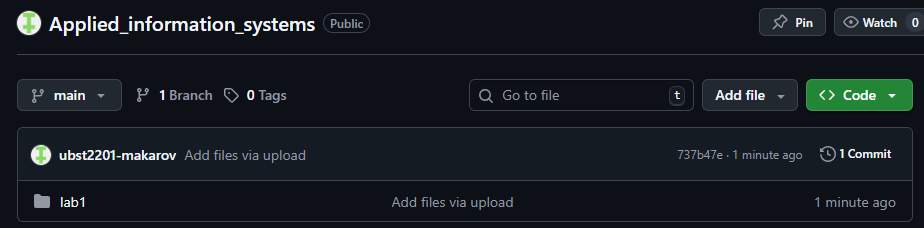 Applied_information_systems Public Pin Watch 0
main 1 Branch 0 Tags Go to file t Add file Code
ubst2201-makarov Add files via upload 737b47e · 1 minute ago 1 Commit
lab1 Add files via upload 1 minute ago